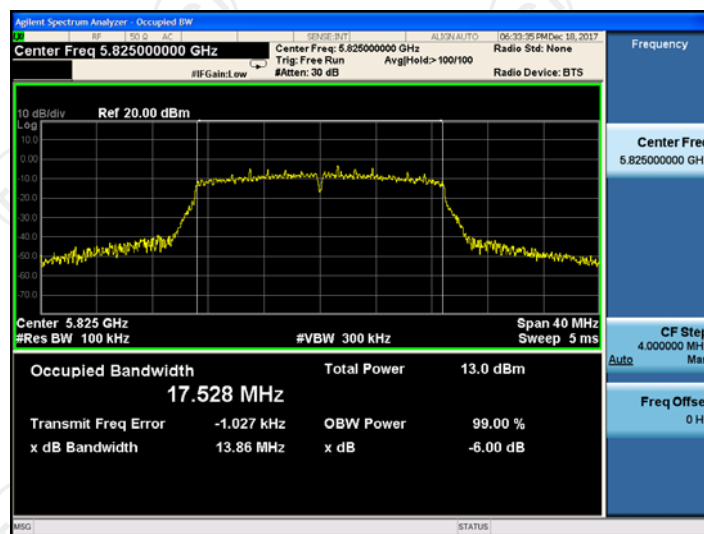 Agilent Spectrum Analyzer - Occupied BW
RF 50 Ω AC SENSE:INT ALIGN AUTO 06:33:35 PM Dec 18, 2017
Center Freq 5.825000000 GHz
Center Freq: 5.825000000 GHz Radio Std: None
Trig: Free Run Avg|Hold:> 100/100
#IFGain:Low #Atten: 30 dB Radio Device: BTS
Frequency
10 dB/div Ref 20.00 dBm
Log
10.0
0.00
-10.0
-20.0
-30.0
-40.0
-50.0
-60.0
-70.0
Center 5.825 GHz Span 40 MHz
#Res BW 100 kHz #VBW 300 kHz Sweep 5 ms
Occupied Bandwidth Total Power 13.0 dBm
17.528 MHz
Transmit Freq Error -1.027 kHz OBW Power 99.00 %
x dB Bandwidth 13.86 MHz x dB -6.00 dB
Center Freq
5.825000000 GH
CF Step
4.000000 MH
Auto Ma
Freq Offse
0 H
MSG STATUS